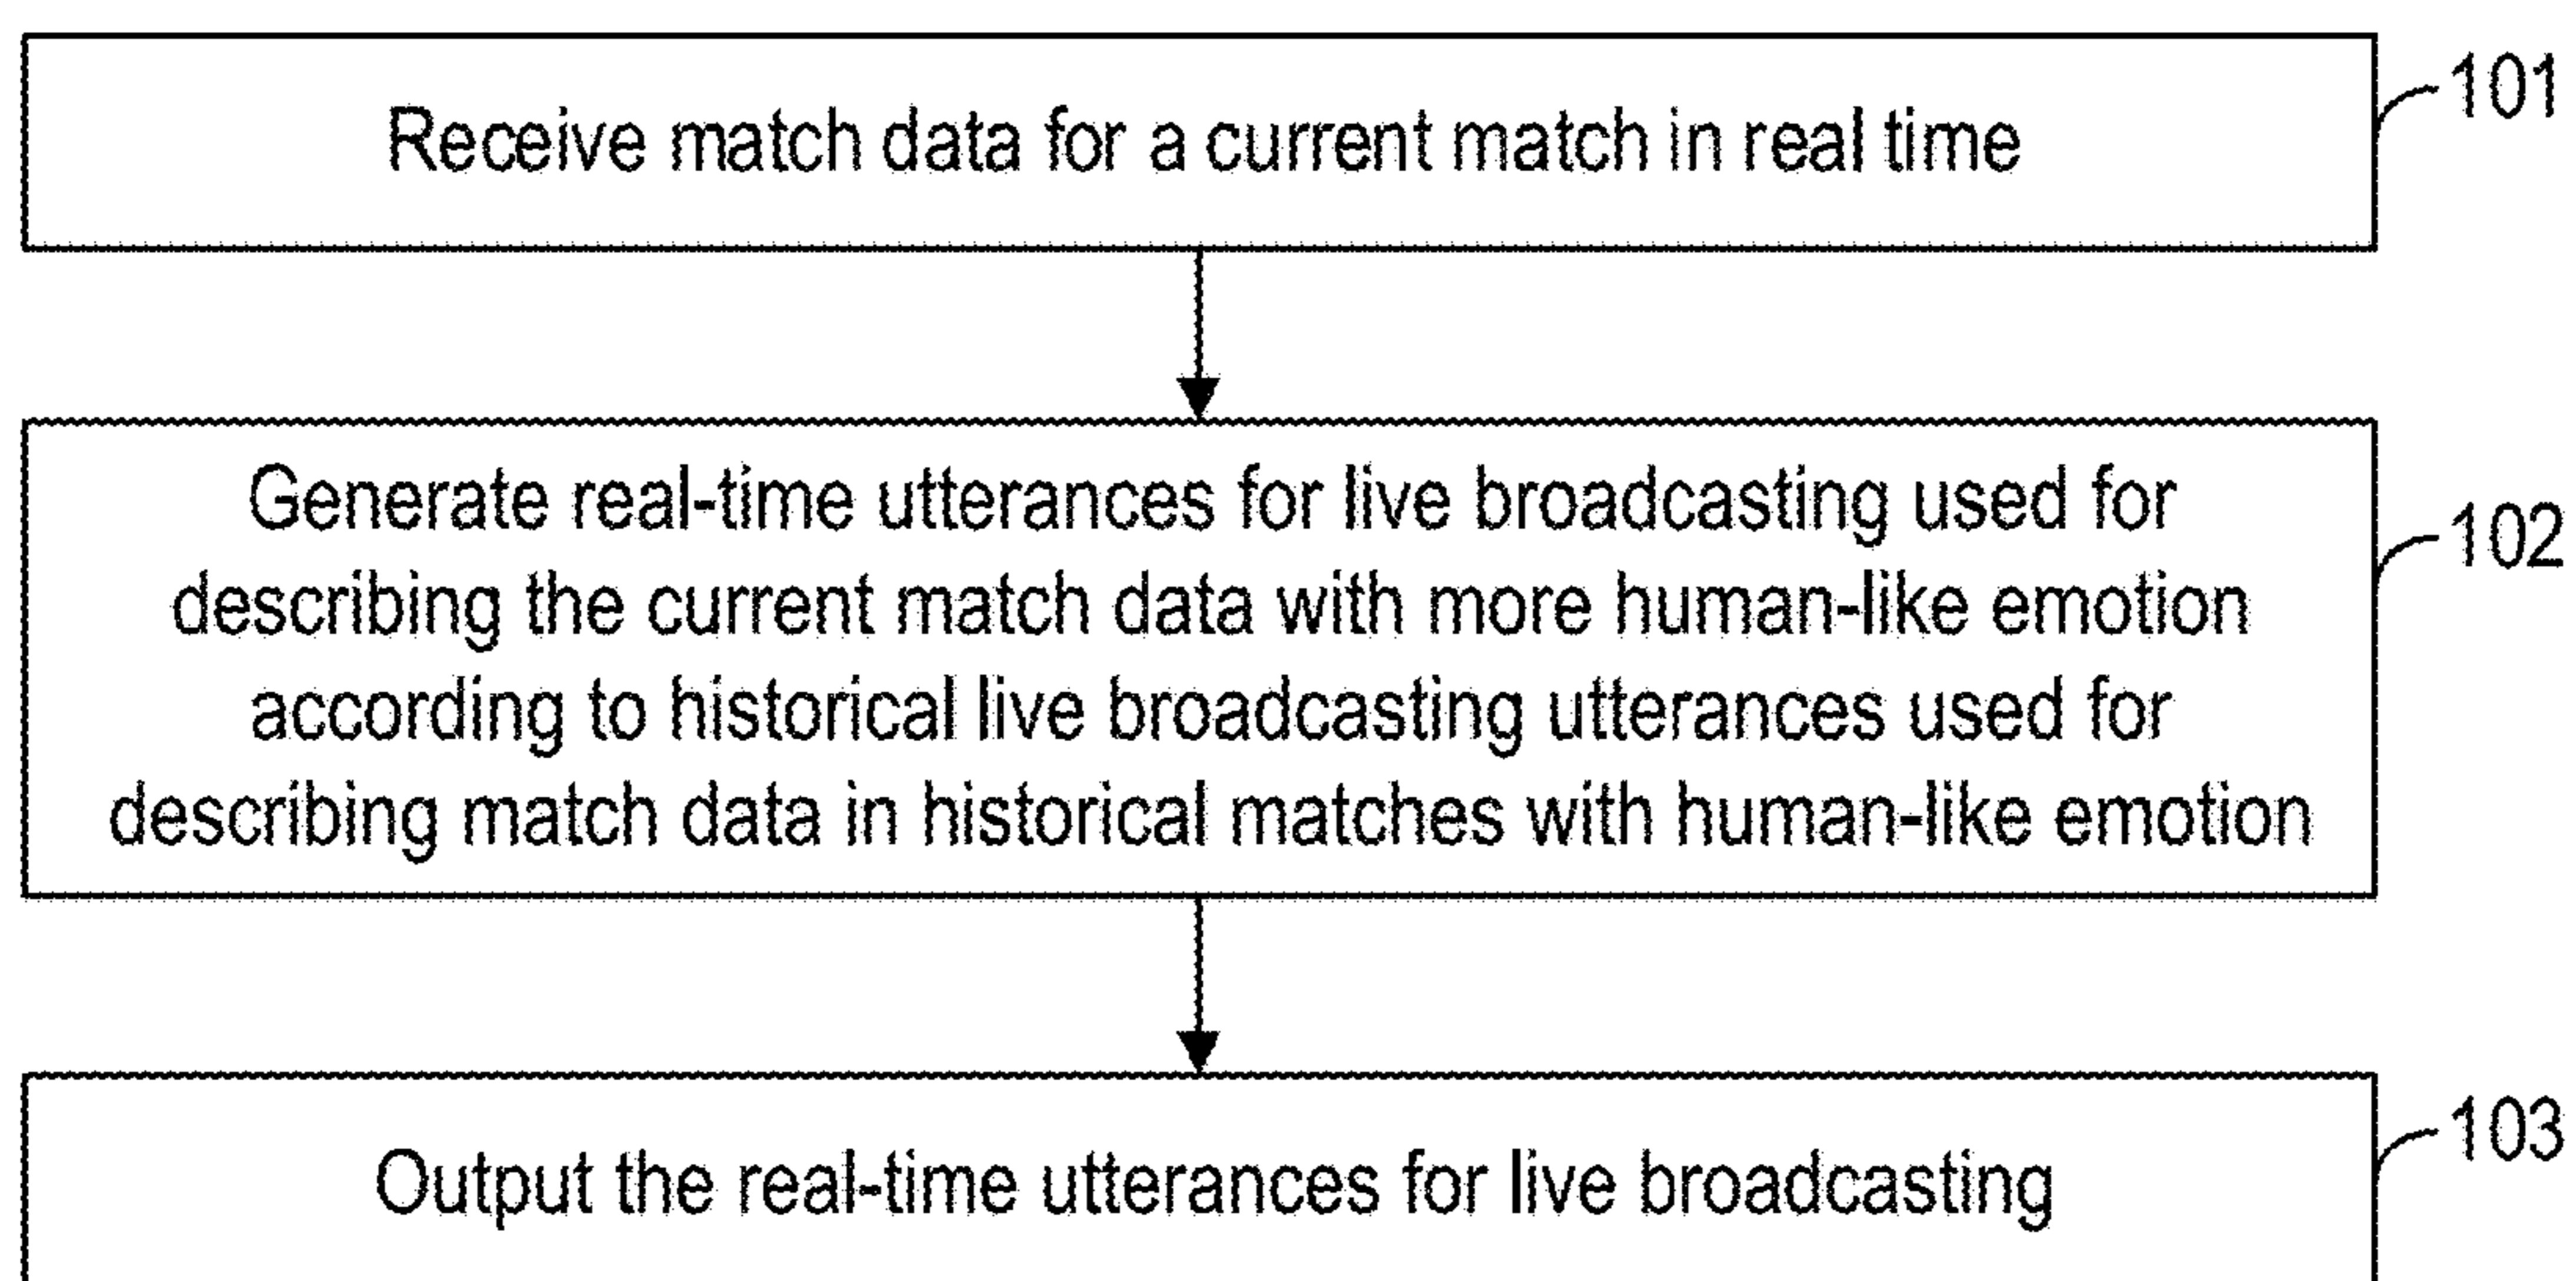 Receive match data for a current match in real time
101
Generate real-time utterances for live broadcasting used for
describing the current match data with more human-like emotion
according to historical live broadcasting utterances used for
describing match data in historical matches with human-like emotion
102
Output the real-time utterances for live broadcasting
103